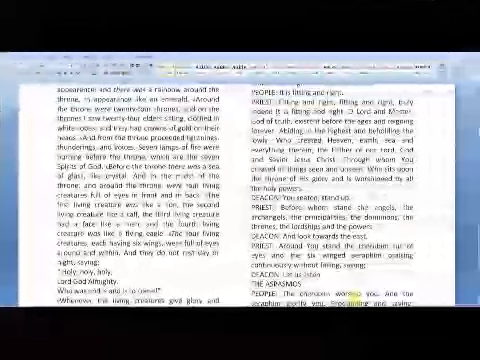 appearance; and there was a rainbow around the
throne, in appearance like an emerald. Around
the throne were twenty-four thrones, and on the
thrones I saw twenty-four elders sitting, clothed in
white robes; and they had crowns of gold on their
heads. And from the throne proceeded lightnings,
thunderings, and voices. Seven lamps of fire were
burning before the throne, which are the seven
Spirits of God. Before the throne there was a sea
of glass, like crystal. And in the midst of the
throne, and around the throne, were four living
creatures full of eyes in front and in back. The
first living creature was like a lion, the second
living creature like a calf, the third living creature
had a face like a man, and the fourth living
creature was like a flying eagle. The four living
creatures, each having six wings, were full of eyes
around and within. And they do not rest day or
night, saying:
"Holy, holy, holy,
Lord God Almighty,
Who was and is and is to come!"
Whenever the living creatures give glory and
PEOPLE: It is fitting and right.
PRIEST: Fitting and right, fitting and right, truly
indeed it is fitting and right. O Lord and Master,
God of truth, existent before the ages and reigning
forever. Abiding in the highest and beholding the
lowly. Who created Heaven, earth, sea and
everything therein, the Father of our Lord, God
and Savior Jesus Christ. Through whom You
created all things seen and unseen. Who sits upon
the throne of His glory and is worshipped by all
the holy powers.
DEACON: You seated, stand up.
PRIEST: Before whom stand the angels, the
archangels, the principalities, the dominions, the
thrones, the lordships and the powers.
DEACON: And look towards the east.
PRIEST: Around You stand the cherubim full of
eyes and the six winged seraphim praising
continuously without failing, saying:
DEACON: Let us listen
THE ASPASMOS
PEOPLE: The cherubim worship you. And the
seraphim glorify you. Proclaiming and saying: